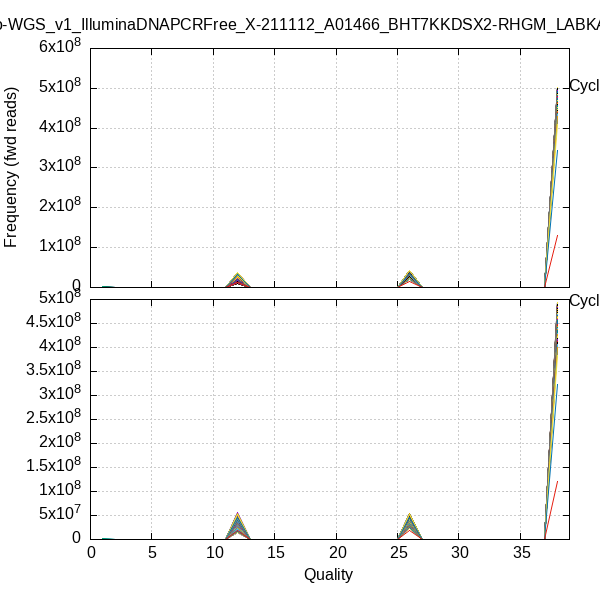 o-WGS_v1_IlluminaDNAPCRFree_X-211112_A01466_BHT7KKDSX2-RHGM_LABKA
6x10^8
5x10^8
4x10^8
3x10^8
2x10^8
1x10^8
0
Frequency (fwd reads)
Cycl
5x10^8
4.5x10^8
4x10^8
3.5x10^8
3x10^8
2.5x10^8
2x10^8
1.5x10^8
1x10^8
5x10^7
0
Cycl
0 5 10 15 20 25 30 35
Quality